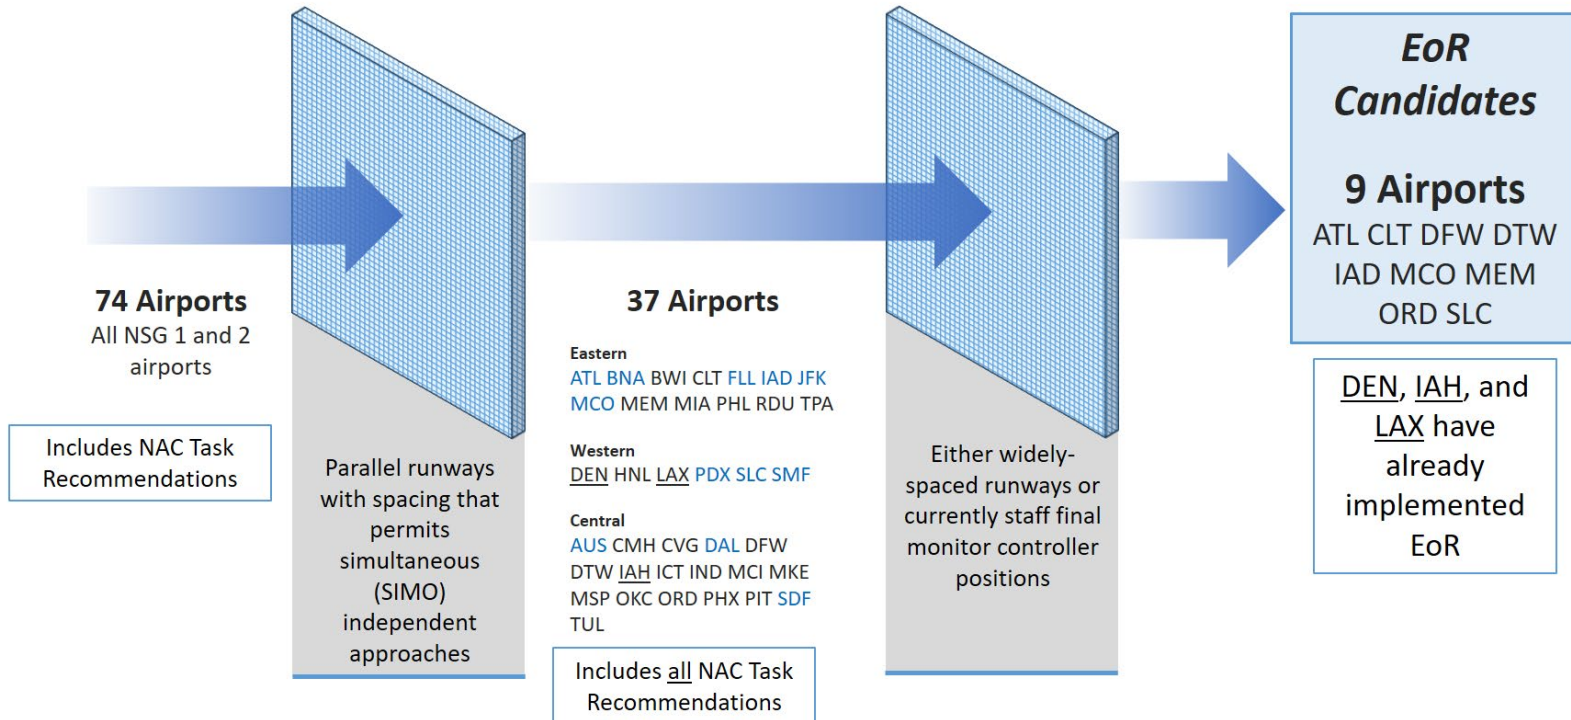 74 Airports
All NSG 1 and 2
airports
Includes NAC Task
Recommendations
Parallel runways
with spacing that
permits
simultaneous
(SIMO)
independent
approaches
37 Airports
Eastern
ATL BNA BWI CLT FLL IAD JFK
MCO MEM MIA PHL RDU TPA
Western
DEN HNL LAX PDX SLC SMF
Central
AUS CMH CVG DAL DFW
DTW IAH ICT IND MCI MKE
MSP OKC ORD PHX PIT SDF
TUL
Includes all NAC Task
Recommendations
Either widely-
spaced runways or
currently staff final
monitor controller
positions
EoR
Candidates
9 Airports
ATL CLT DFW DTW
IAD MCO MEM
ORD SLC
DEN, IAH, and
LAX have
already
implemented
EoR